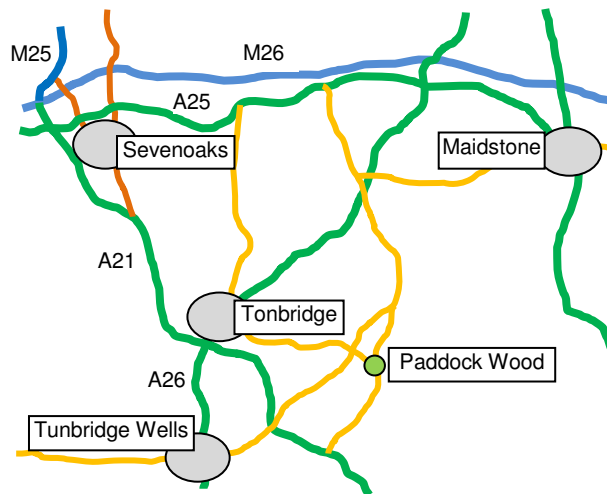 M25
M26
A25
Sevenoaks
Maidstone
A21
Tonbridge
Paddock Wood
A26
Tunbridge Wells